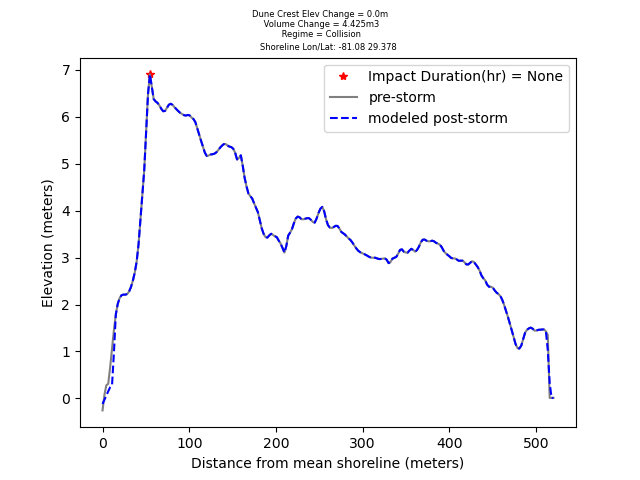 Dune Crest Elev Change = 0.0m
Volume Change = 4.425m3
Regime = Collision
Shoreline Lon/Lat: -81.08 29.378
Impact Duration(hr) = None
pre-storm
modeled post-storm
7
6
5
4
3
2
1
0
Elevation (meters)
0 100 200 300 400 500
Distance from mean shoreline (meters)